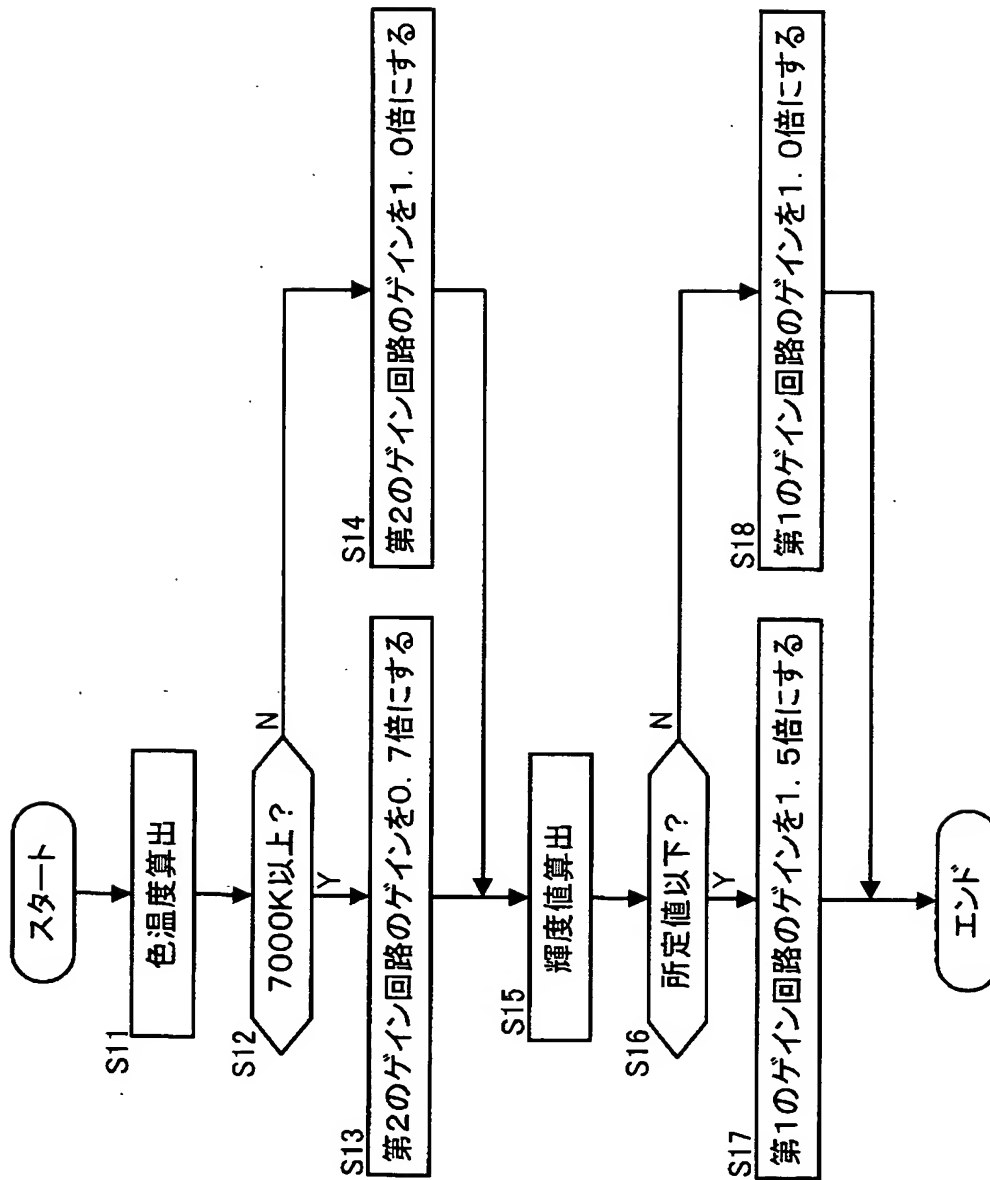 スタート
S11
色温度算出
S12
7000K以上？
Y
N
S13
第2のゲイン回路のゲインを0．7倍にする
S14
第2のゲイン回路のゲインを1．0倍にする
S15
輝度値算出
S16
所定値以下？
Y
N
S17
第1のゲイン回路のゲインを1．5倍にする
S18
第1のゲイン回路のゲインを1．0倍にする
エンド